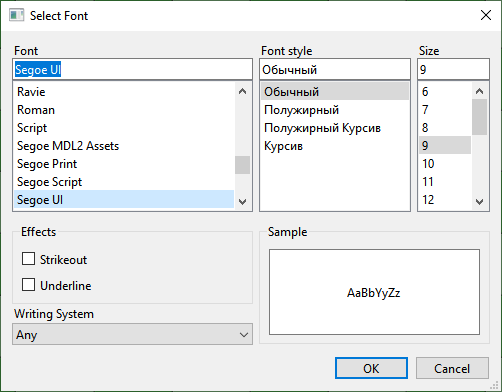 Select Font
Font
Font style
Size
Segoe UI
Обычный
9
Ravie
Roman
Script
Segoe MDL2 Assets
Segoe Print
Segoe Script
Segoe UI
Обычный
Полужирный
Полужирный Курсив
Курсив
6
7
8
9
10
11
12
Effects
Strikeout
Underline
Sample
AaBbYyZz
Writing System
Any
OK
Cancel